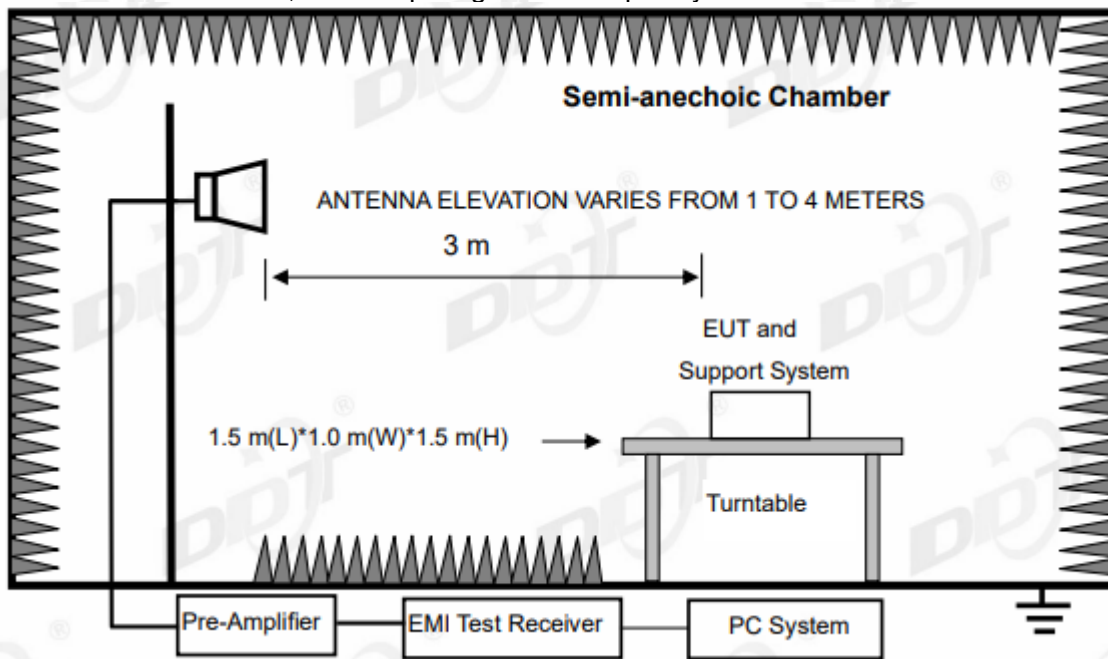 Semi-anechoic Chamber
ANTENNA ELEVATION VARIES FROM 1 TO 4 METERS
3 m
EUT and
Support System
1.5 m(L)*1.0 m(W)*1.5 m(H)
Turntable
Pre-Amplifier
EMI Test Receiver
PC System
DDT
®